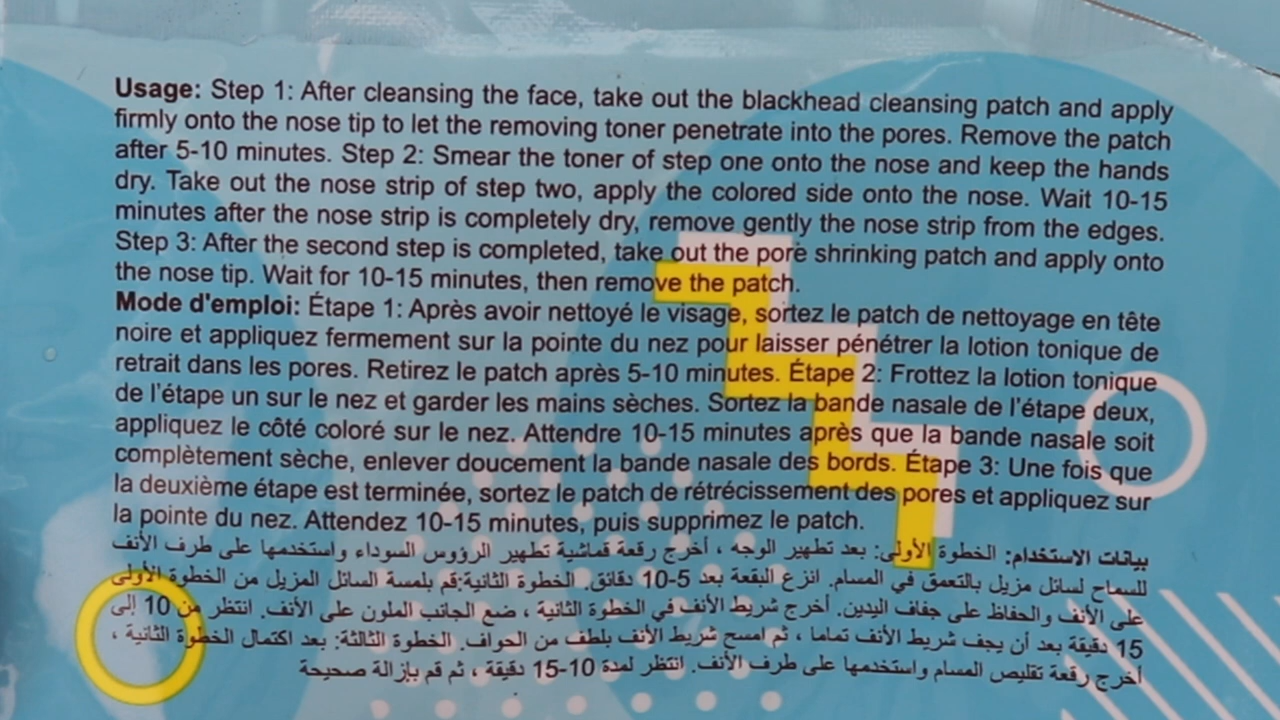 Usage: Step 1: After cleansing the face, take out the blackhead cleansing patch and apply
firmly onto the nose tip to let the removing toner penetrate into the pores. Remove the patch
after 5-10 minutes. Step 2: Smear the toner of step one onto the nose and keep the hands
dry. Take out the nose strip of step two, apply the colored side onto the nose. Wait 10-15
minutes after the nose strip is completely dry, remove gently the nose strip from the edges.
Step 3: After the second step is completed, take out the pore shrinking patch and apply onto
the nose tip. Wait for 10-15 minutes, then remove the patch.
Mode d'emploi: Étape 1: Après avoir nettoyé le visage, sortez le patch de nettoyage en tête
noire et appliquez fermement sur la pointe du nez pour laisser pénétrer la lotion tonique de
retrait dans les pores. Retirez le patch après 5-10 minutes. Étape 2: Frottez la lotion tonique
de l'étape un sur le nez et garder les mains sèches. Sortez la bande nasale de l'étape deux,
appliquez le côté coloré sur le nez. Attendre 10-15 minutes après que la bande nasale soit
complètement sèche, enlever doucement la bande nasale des bords. Étape 3: Une fois que
la deuxième étape est terminée, sortez le patch de rétrécissement des pores et appliquez sur
la pointe du nez. Attendez 10-15 minutes, puis supprimez le patch.
بيانات الاستخدام: الخطوة الأولى: بعد تطهير الوجه ، أخرج رقعة قماشية تطهير الرؤوس السوداء واستخدمها على طرف الأنف
للسماح لسائل مزيل بالتعمق في المسام. انزع البقعة بعد 5-10 دقائق. الخطوة الثانية:قم بلمسة السائل المزيل من الخطوة الأولى
على الأنف والحفاظ على جفاف اليدين. أخرج شريط الأنف في الخطوة الثانية ، ضع الجانب الملون على الأنف. انتظر من 10 إلى
15 دقيقة بعد أن يجف شريط الأنف تماما ، ثم امسح شريط الأنف بلطف من الحواف. الخطوة الثالثة: بعد اكتمال الخطوة الثانية ،
أخرج رقعة تقليص المسام واستخدمها على طرف الأنف. انتظر لمدة 10-15 دقيقة ، ثم قم بإزالة صحيحة